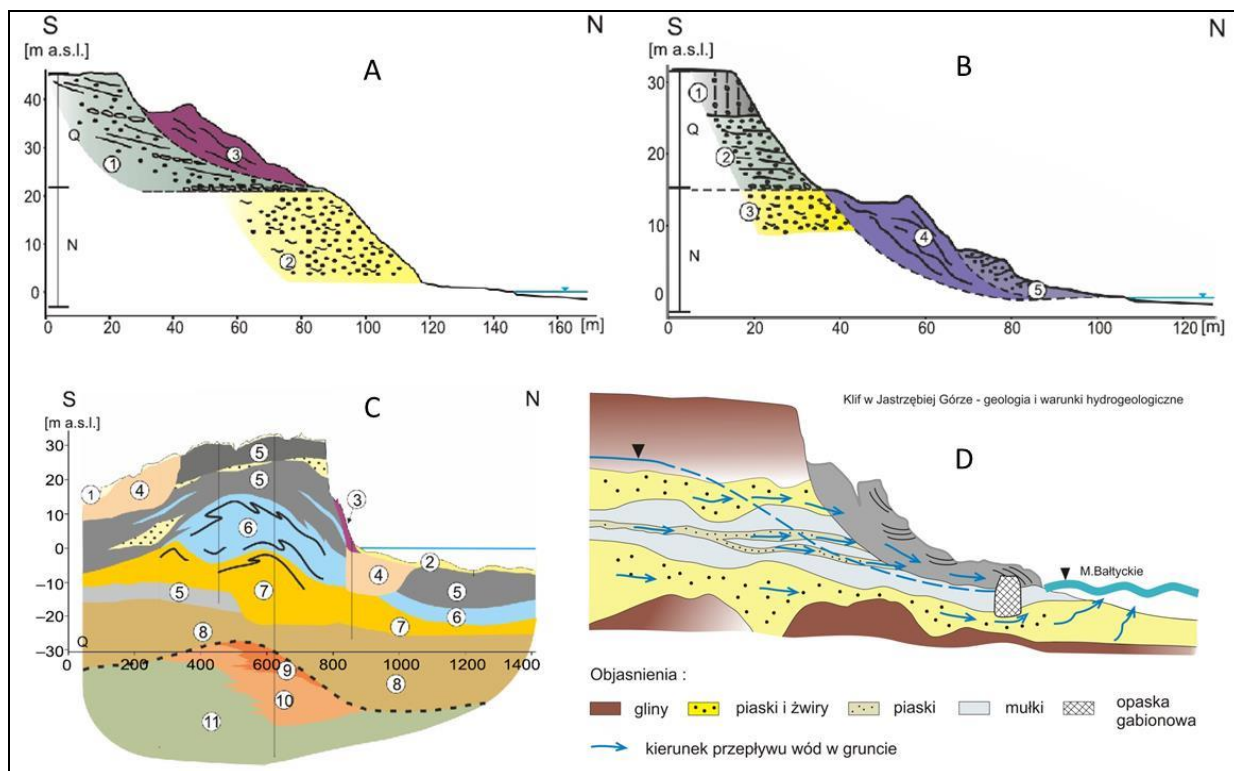 S N
[m a.s.l.] A
40
30
20
10
0
Q
N
1
3
2
0 20 40 60 80 100 120 140 160 [m]
S N
[m a.s.l.] B
30
20
10
0
Q
N
1
2
3
4
5
0 20 40 60 80 100 120 [m]
S C N
[m a.s.l.]
30
20
10
0
−10
−20
−30
Q
5
1 4 5 3
6
4 2
5
5 7 6
8 7
9 8
10
11
0 200 400 600 800 1000 1200 1400
Klif w Jastrzębiej Górze - geologia i warunki hydrogeologiczne
D
M.Bałtyckie
Objasnienia :
gliny piaski i żwiry piaski mułki opaska
gabionowa
kierunek przepływu wód w gruncie